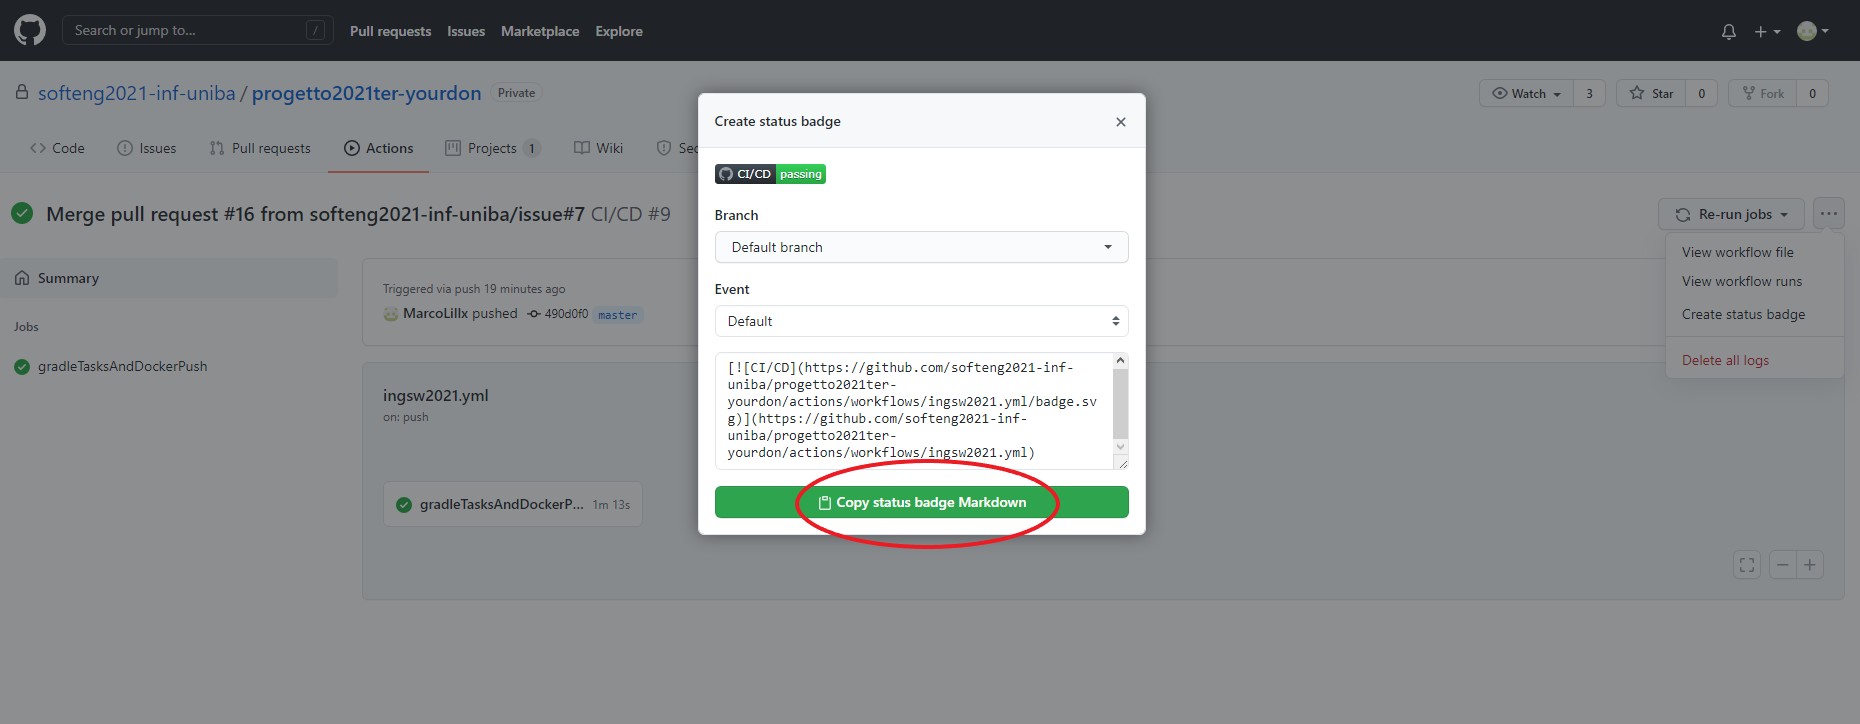 Search or jump to... /
Pull requests Issues Marketplace Explore
softeng2021-inf-uniba / progetto2021ter-yourdon Private
Watch 3 Star 0 Fork 0
Code Issues Pull requests Actions Projects 1 Wiki Sec
Merge pull request #16 from softeng2021-inf-uniba/issue#7 CI/CD #9
Re-run jobs ...
View workflow file
View workflow runs
Create status badge
Delete all logs
Summary
Jobs
gradleTasksAndDockerPush
Triggered via push 19 minutes ago
MarcoLillx pushed 490d0f0 master
ingsw2021.yml
on: push
gradleTasksAndDockerP... 1m 13s
Create status badge
CI/CD passing
Branch
Default branch
Event
Default
[![CI/CD](https://github.com/softeng2021-inf-
uniba/progetto2021ter-
yourdon/actions/workflows/ingsw2021.yml/badge.sv
g)](https://github.com/softeng2021-inf-
uniba/progetto2021ter-
yourdon/actions/workflows/ingsw2021.yml)
Copy status badge Markdown